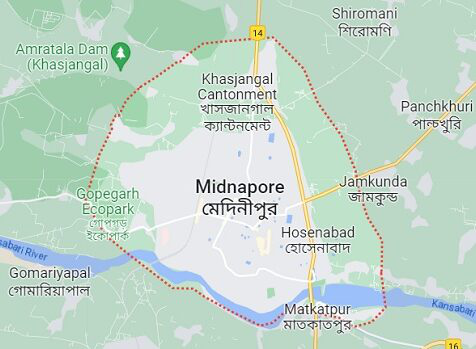 Shiromani
শিরোমণি
14
Amratala Dam
(Khasjangal)
Khasjangal
Cantonment
খাসজানগাল
ক্যান্টনমেন্ট
Panchkhuri
পাচখুরি
Midnapore
মেদিনীপুর
Jamkunda
জামকুন্ড
Gopegarh
Ecopark
গোপগড়
ইকোপার্ক
Hosenabad
হোসেনাবাদ
sabati River
Gomariyapal
গোমারিয়াপাল
Kansabati
Matkatpur
মাতকাতপুর
16